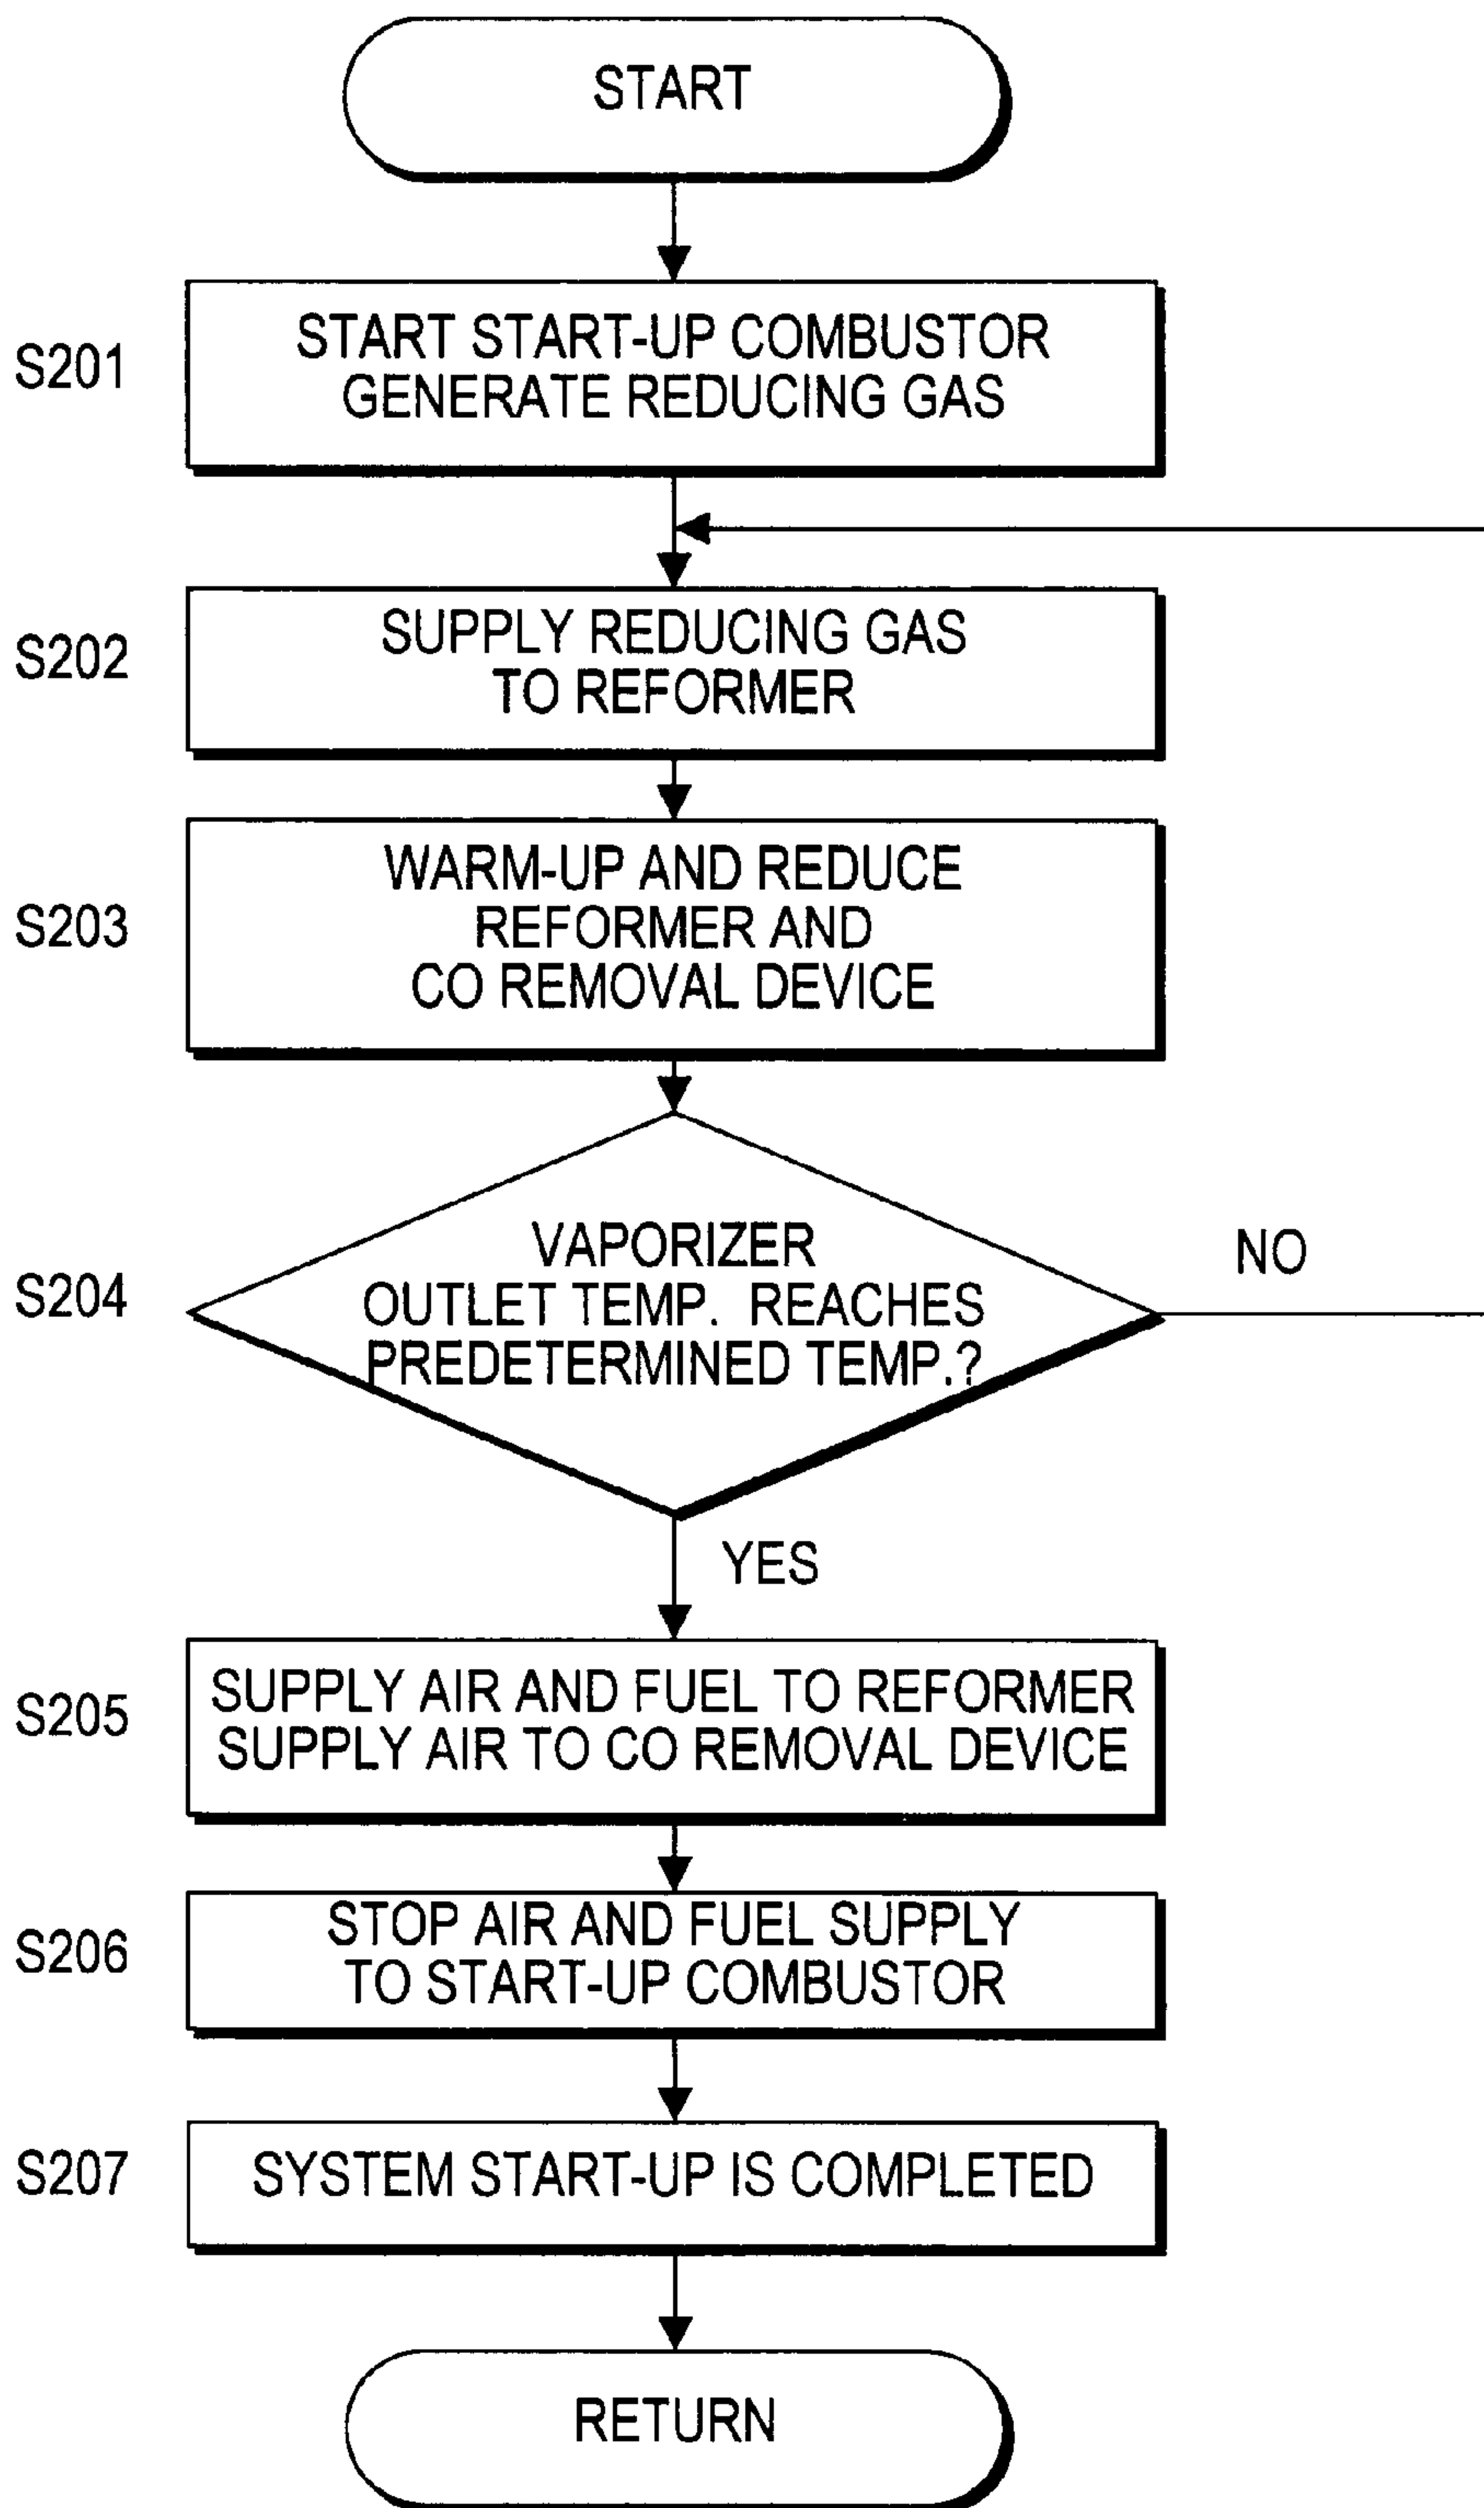 START
S201
START START-UP COMBUSTOR
GENERATE REDUCING GAS
S202
SUPPLY REDUCING GAS
TO REFORMER
S203
WARM-UP AND REDUCE
REFORMER AND
CO REMOVAL DEVICE
S204
VAPORIZER
OUTLET TEMP. REACHES
PREDETERMINED TEMP.?
NO
YES
S205
SUPPLY AIR AND FUEL TO REFORMER
SUPPLY AIR TO CO REMOVAL DEVICE
S206
STOP AIR AND FUEL SUPPLY
TO START-UP COMBUSTOR
S207
SYSTEM START-UP IS COMPLETED
RETURN